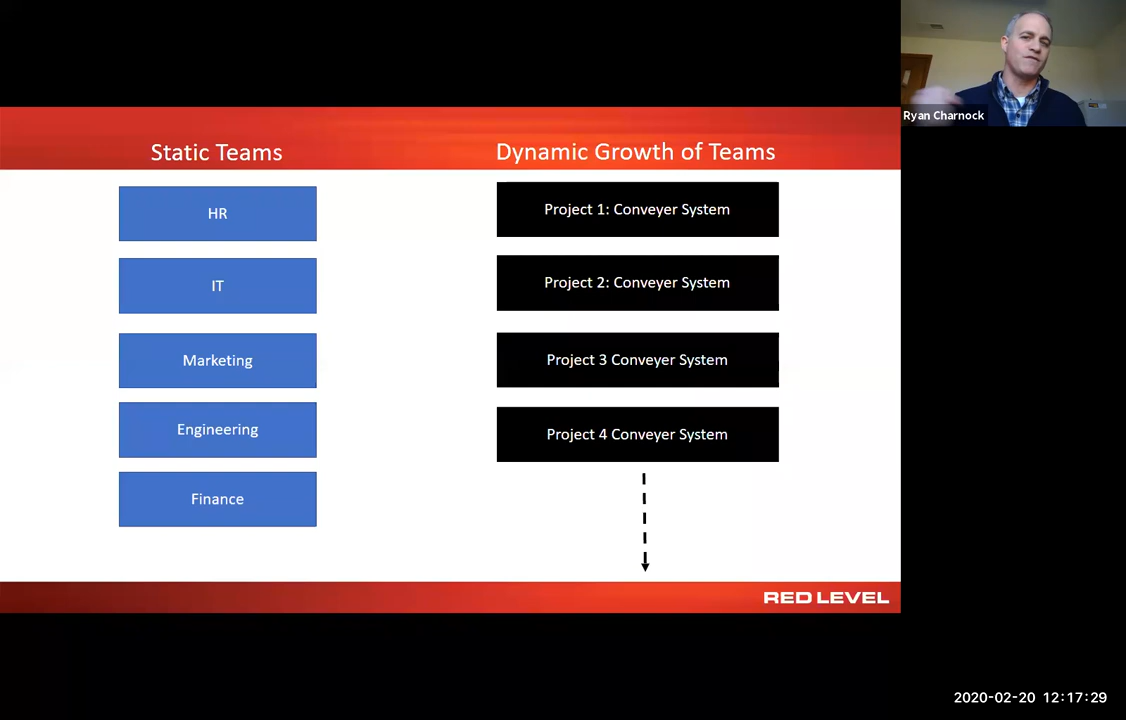 Ryan Charnock
Static Teams
Dynamic Growth of Teams
HR
IT
Marketing
Engineering
Finance
Project 1: Conveyer System
Project 2: Conveyer System
Project 3 Conveyer System
Project 4 Conveyer System
RED LEVEL
2020-02-20 12:17:29